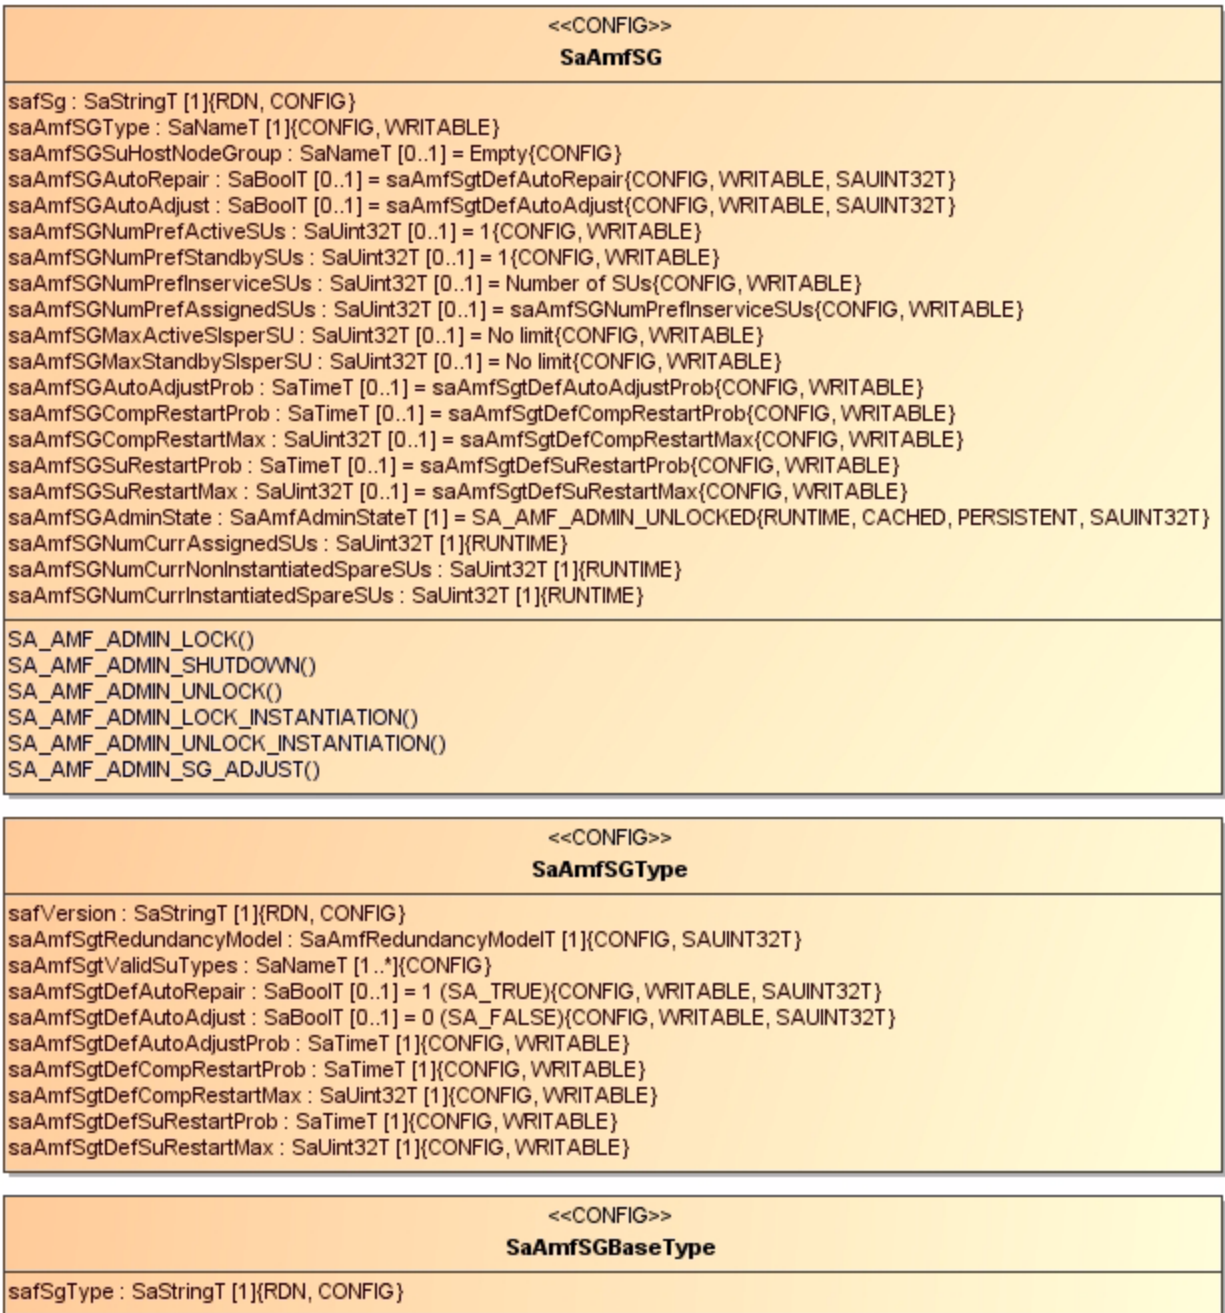 <<CONFIG>>
SaAmfSG
safSg : SaStringT [1]{RDN, CONFIG}
saAmfSGType : SaNameT [1]{CONFIG, WRITABLE}
saAmfSGSuHostNodeGroup : SaNameT [0..1] = Empty{CONFIG}
saAmfSGAutoRepair : SaBoolT [0..1] = saAmfSgtDefAutoRepair{CONFIG, WRITABLE, SAUINT32T}
saAmfSGAutoAdjust : SaBoolT [0..1] = saAmfSgtDefAutoAdjust{CONFIG, WRITABLE, SAUINT32T}
saAmfSGNumPrefActiveSUs : SaUint32T [0..1] = 1{CONFIG, WRITABLE}
saAmfSGNumPrefStandbySUs : SaUint32T [0..1] = 1{CONFIG, WRITABLE}
saAmfSGNumPrefInserviceSUs : SaUint32T [0..1] = Number of SUs{CONFIG, WRITABLE}
saAmfSGNumPrefAssignedSUs : SaUint32T [0..1] = saAmfSGNumPrefInserviceSUs{CONFIG, WRITABLE}
saAmfSGMaxActiveSIsperSU : SaUint32T [0..1] = No limit{CONFIG, WRITABLE}
saAmfSGMaxStandbySIsperSU : SaUint32T [0..1] = No limit{CONFIG, WRITABLE}
saAmfSGAutoAdjustProb : SaTimeT [0..1] = saAmfSgtDefAutoAdjustProb{CONFIG, WRITABLE}
saAmfSGCompRestartProb : SaTimeT [0..1] = saAmfSgtDefCompRestartProb{CONFIG, WRITABLE}
saAmfSGCompRestartMax : SaUint32T [0..1] = saAmfSgtDefCompRestartMax{CONFIG, WRITABLE}
saAmfSGSuRestartProb : SaTimeT [0..1] = saAmfSgtDefSuRestartProb{CONFIG, WRITABLE}
saAmfSGSuRestartMax : SaUint32T [0..1] = saAmfSgtDefSuRestartMax{CONFIG, WRITABLE}
saAmfSGAdminState : SaAmfAdminStateT [1] = SA_AMF_ADMIN_UNLOCKED{RUNTIME, CACHED, PERSISTENT, SAUINT32T}
saAmfSGNumCurrAssignedSUs : SaUint32T [1]{RUNTIME}
saAmfSGNumCurrNonInstantiatedSpareSUs : SaUint32T [1]{RUNTIME}
saAmfSGNumCurrInstantiatedSpareSUs : SaUint32T [1]{RUNTIME}
SA_AMF_ADMIN_LOCK()
SA_AMF_ADMIN_SHUTDOWN()
SA_AMF_ADMIN_UNLOCK()
SA_AMF_ADMIN_LOCK_INSTANTIATION()
SA_AMF_ADMIN_UNLOCK_INSTANTIATION()
SA_AMF_ADMIN_SG_ADJUST()
<<CONFIG>>
SaAmfSGType
safVersion : SaStringT [1]{RDN, CONFIG}
saAmfSgtRedundancyModel : SaAmfRedundancyModelT [1]{CONFIG, SAUINT32T}
saAmfSgtValidSuTypes : SaNameT [1..*]{CONFIG}
saAmfSgtDefAutoRepair : SaBoolT [0..1] = 1 (SA_TRUE){CONFIG, WRITABLE, SAUINT32T}
saAmfSgtDefAutoAdjust : SaBoolT [0..1] = 0 (SA_FALSE){CONFIG, WRITABLE, SAUINT32T}
saAmfSgtDefAutoAdjustProb : SaTimeT [1]{CONFIG, WRITABLE}
saAmfSgtDefCompRestartProb : SaTimeT [1]{CONFIG, WRITABLE}
saAmfSgtDefCompRestartMax : SaUint32T [1]{CONFIG, WRITABLE}
saAmfSgtDefSuRestartProb : SaTimeT [1]{CONFIG, WRITABLE}
saAmfSgtDefSuRestartMax : SaUint32T [1]{CONFIG, WRITABLE}
<<CONFIG>>
SaAmfSGBaseType
safSgType : SaStringT [1]{RDN, CONFIG}